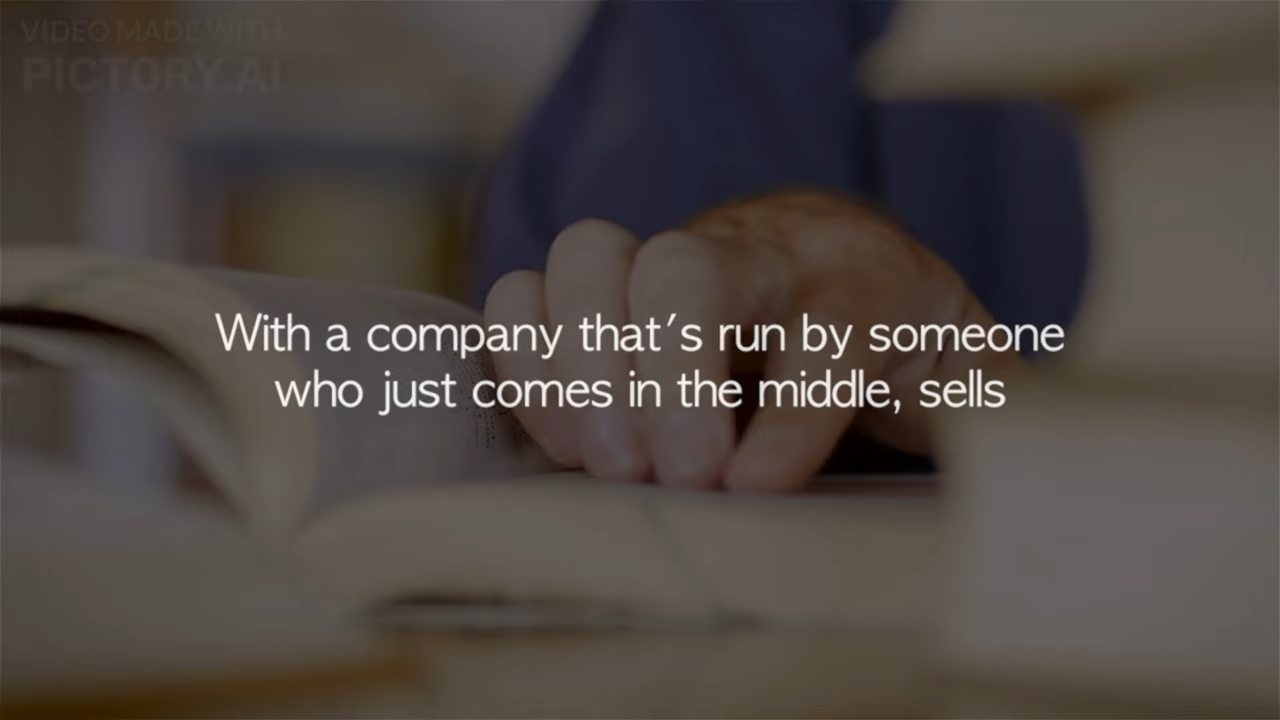 VIDEO MADE WITH
PICTORY.AI
With a company that's run by someone
who just comes in the middle, sells